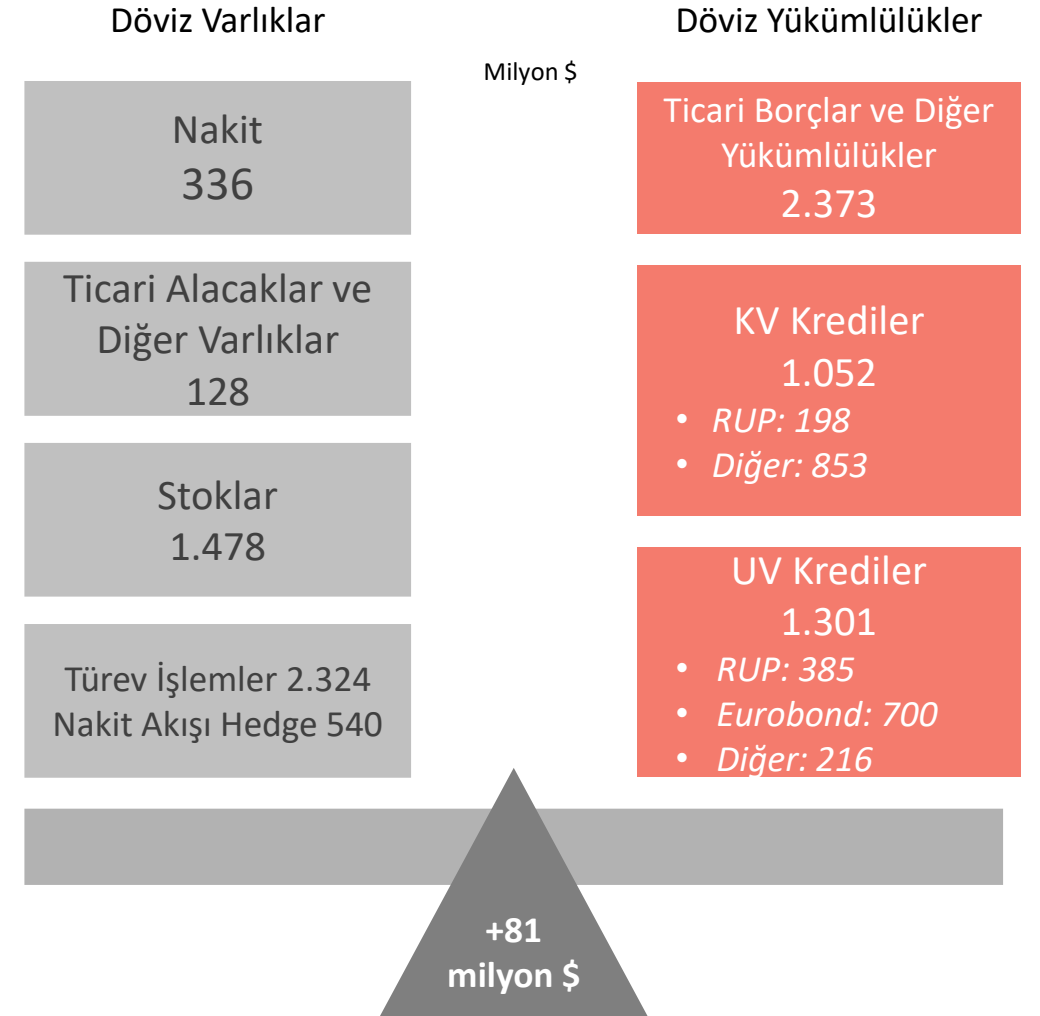 Döviz Varlıklar
Döviz Yükümlülükler
Milyon $
Nakit
336
Ticari Alacaklar ve
Diğer Varlıklar
128
Stoklar
1.478
Türev İşlemler 2.324
Nakit Akışı Hedge 540
Ticari Borçlar ve Diğer
Yükümlülükler
2.373
KV Krediler
1.052
• RUP: 198
• Diğer: 853
UV Krediler
1.301
• RUP: 385
• Eurobond: 700
• Diğer: 216
+81
milyon $